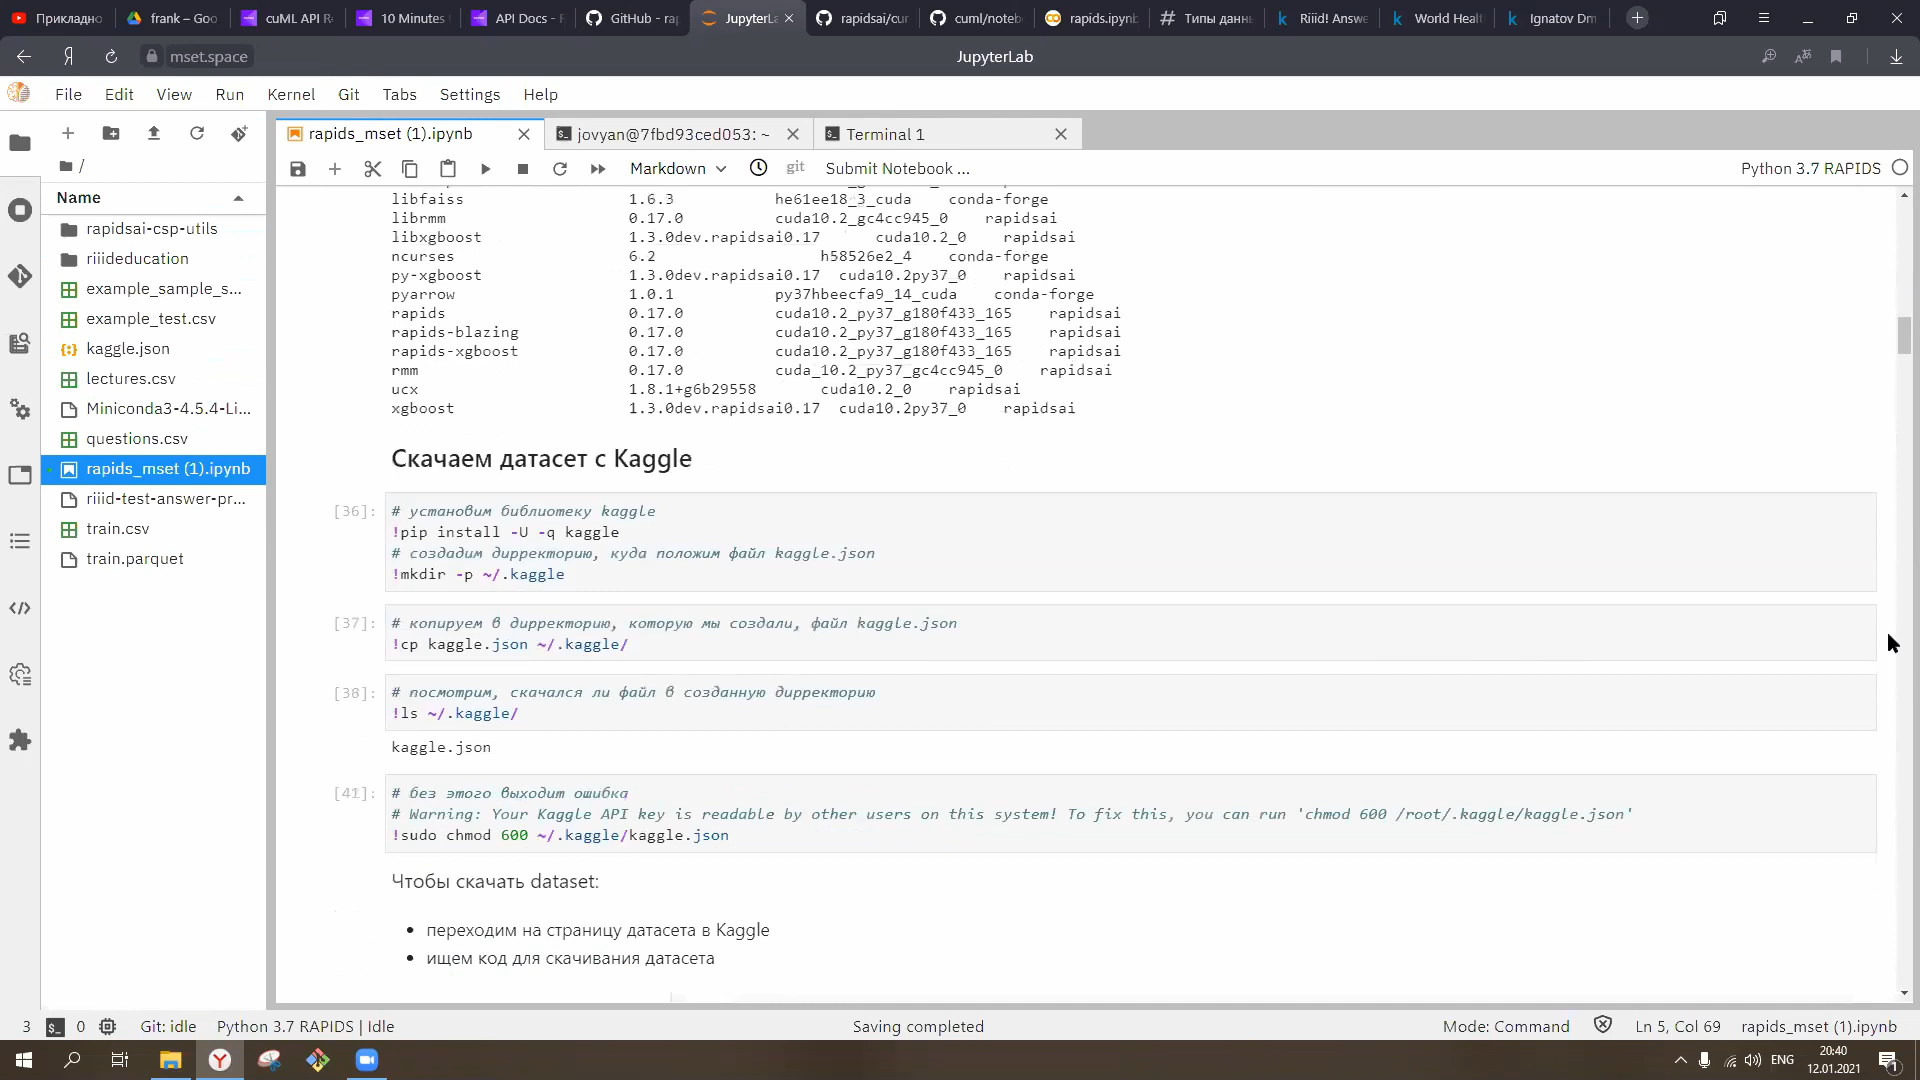 Прикладно
frank – Goo
cuML API R
10 Minutes
API Docs - F
GitHub - ra
JupyterLa
rapidsai/cu
cuml/noteb
rapids.ipynb
Типы данн
Riiid! Answe
World Healt
Ignatov Dm
mset.space
JupyterLab
File Edit View Run Kernel Git Tabs Settings Help
rapids_mset (1).ipynb
jovyan@7fbd93ced053: ~
Terminal 1
Markdown
git
Submit Notebook ...
Python 3.7 RAPIDS
/
Name
rapidsai-csp-utils
riiideducation
example_sample_s...
example_test.csv
kaggle.json
lectures.csv
Miniconda3-4.5.4-Li...
questions.csv
rapids_mset (1).ipynb
riiid-test-answer-pr...
train.csv
train.parquet
libfaiss 1.6.3 he61ee18_3_cuda conda-forge
librmm 0.17.0 cuda10.2_gc4cc945_0 rapidsai
libxgboost 1.3.0dev.rapidsai0.17 cuda10.2_0 rapidsai
ncurses 6.2 h58526e2_4 conda-forge
py-xgboost 1.3.0dev.rapidsai0.17 cuda10.2py37_0 rapidsai
pyarrow 1.0.1 py37hbeecfa9_14_cuda conda-forge
rapids 0.17.0 cuda10.2_py37_g180f433_165 rapidsai
rapids-blazing 0.17.0 cuda10.2_py37_g180f433_165 rapidsai
rapids-xgboost 0.17.0 cuda10.2_py37_g180f433_165 rapidsai
rmm 0.17.0 cuda_10.2_py37_gc4cc945_0 rapidsai
ucx 1.8.1+g6b29558 cuda10.2_0 rapidsai
xgboost 1.3.0dev.rapidsai0.17 cuda10.2py37_0 rapidsai
Скачаем датасет с Kaggle
[36]: # установим библиотеку kaggle
!pip install -U -q kaggle
# создадим дирректорию, куда положим файл kaggle.json
!mkdir -p ~/.kaggle
[37]: # копируем в дирректорию, которую мы создали, файл kaggle.json
!cp kaggle.json ~/.kaggle/
[38]: # посмотрим, скачался ли файл в созданную дирректорию
!ls ~/.kaggle/
kaggle.json
[41]: # без этого выходит ошибка
# Warning: Your Kaggle API key is readable by other users on this system! To fix this, you can run 'chmod 600 /root/.kaggle/kaggle.json'
!sudo chmod 600 ~/.kaggle/kaggle.json
Чтобы скачать dataset:
• переходим на страницу датасета в Kaggle
• ищем код для скачивания датасета
3 0 Git: idle Python 3.7 RAPIDS | Idle Saving completed Mode: Command Ln 5, Col 69 rapids_mset (1).ipynb
ENG
20:40
12.01.2021
1